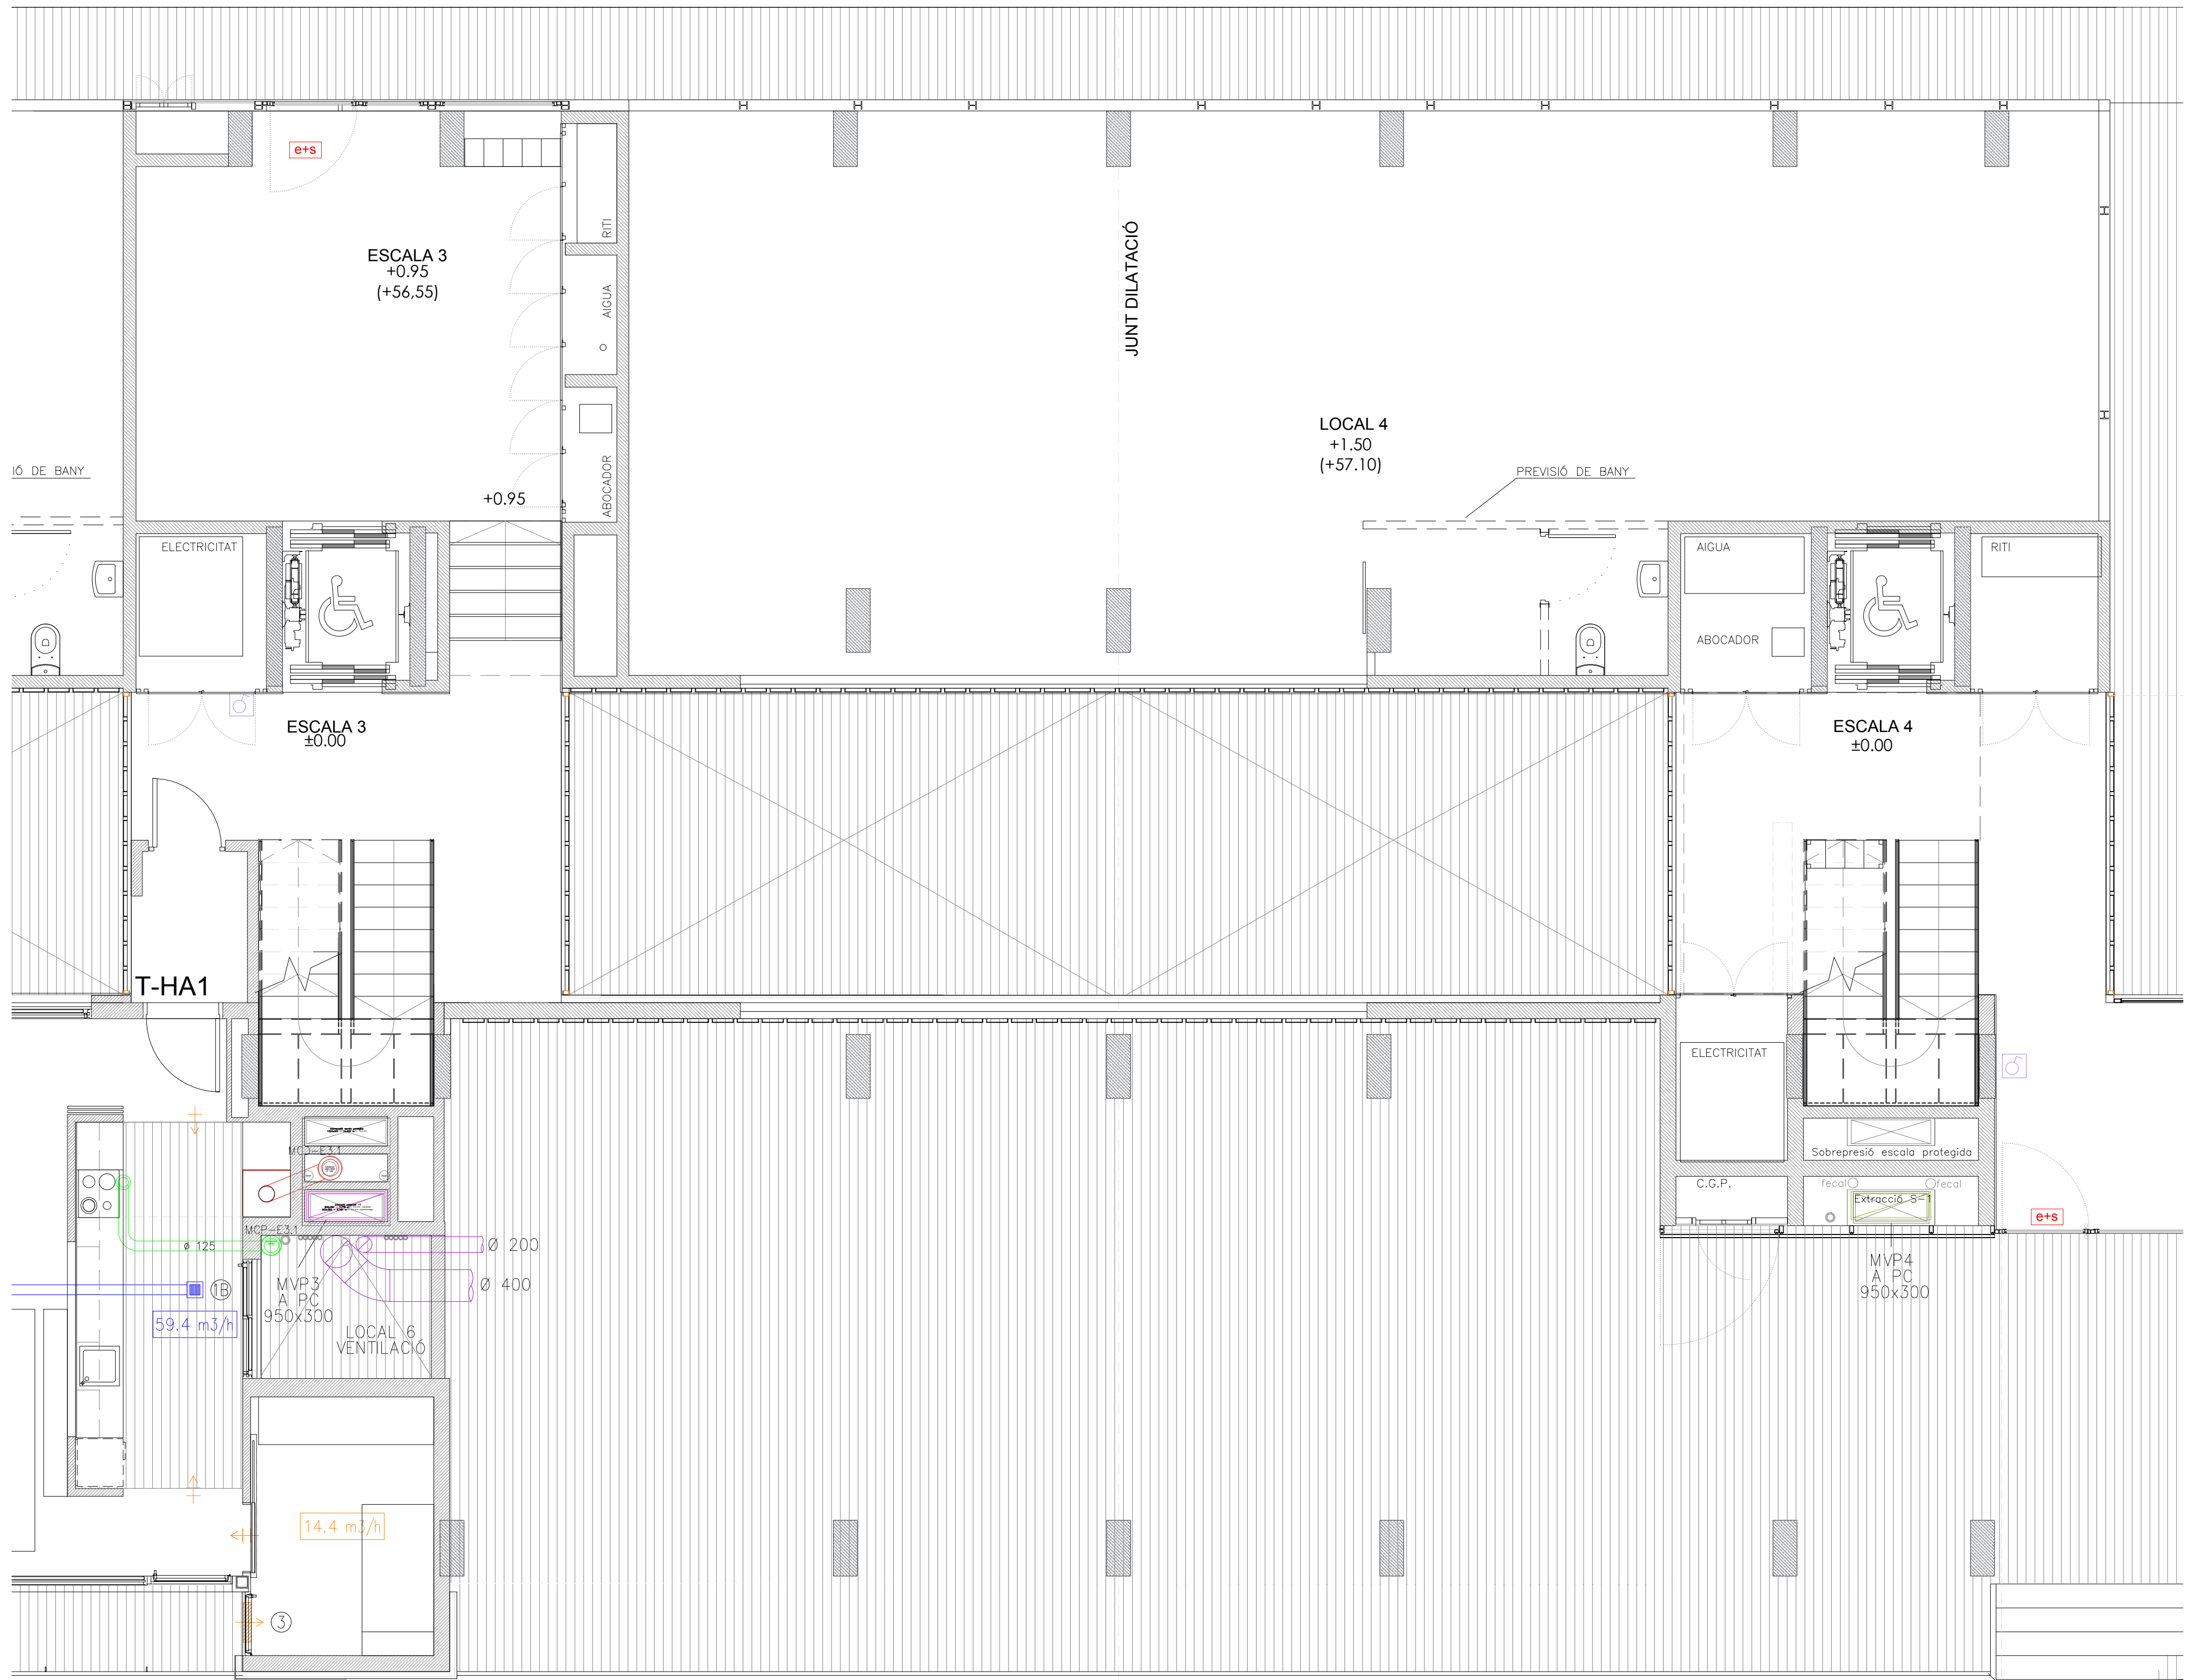 e+s
RITI
ESCALA 3
+0.95
(+56,55)
AIGUA
JUNT DILATACIÓ
LOCAL 4
+1.50
(+57.10)
IÓ DE BANY
PREVISIÓ DE BANY
ABOCADOR
+0.95
ELECTRICITAT
AIGUA
RITI
ABOCADOR
ESCALA 3
±0.00
ESCALA 4
±0.00
T-HA1
ELECTRICITAT
MCD-E3.1
Sobrepresió escala protegida
C.G.P.
fecal
fecal
Extracció S-1
e+s
MCP-E3.1
ø 125
Ø 200
Ø 400
1B
MVP3
A PC
950x300
MVP4
A PC
950x300
59.4 m3/h
LOCAL 6
VENTILACIÓ
14.4 m3/h
3